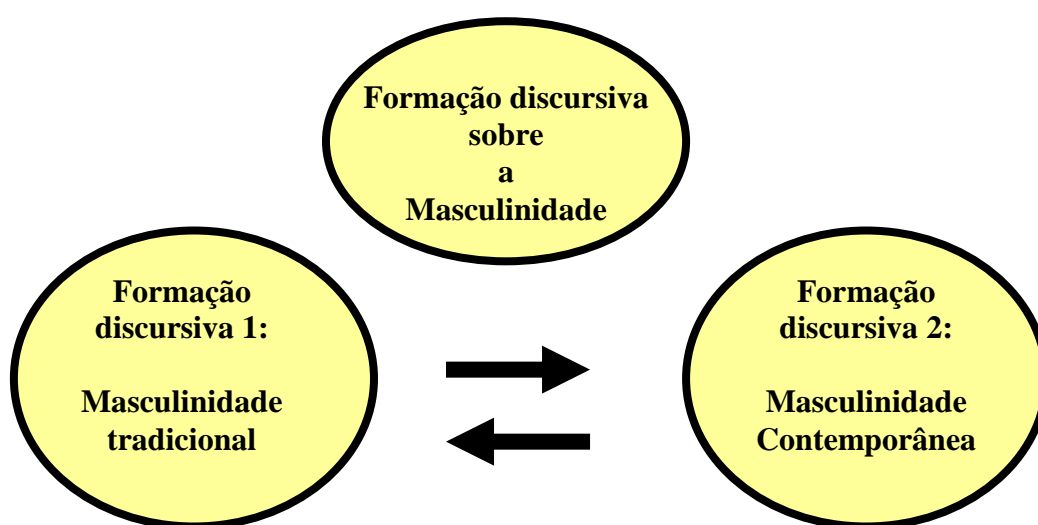 Formação discursiva
sobre
a
Masculinidade
Formação
discursiva 1:
Masculinidade
tradicional
Formação
discursiva 2:
Masculinidade
Contemporânea